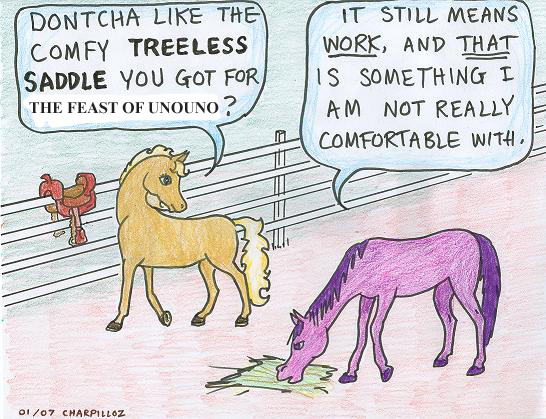 DONTCHA LIKE THE
COMFY TREELESS
SADDLE YOU GOT FOR
THE FEAST OF UNOUNO?
IT STILL MEANS
WORK, AND THAT
IS SOMETHING I
AM NOT REALLY
COMFORTABLE WITH.
01/07 CHARPILLOZ